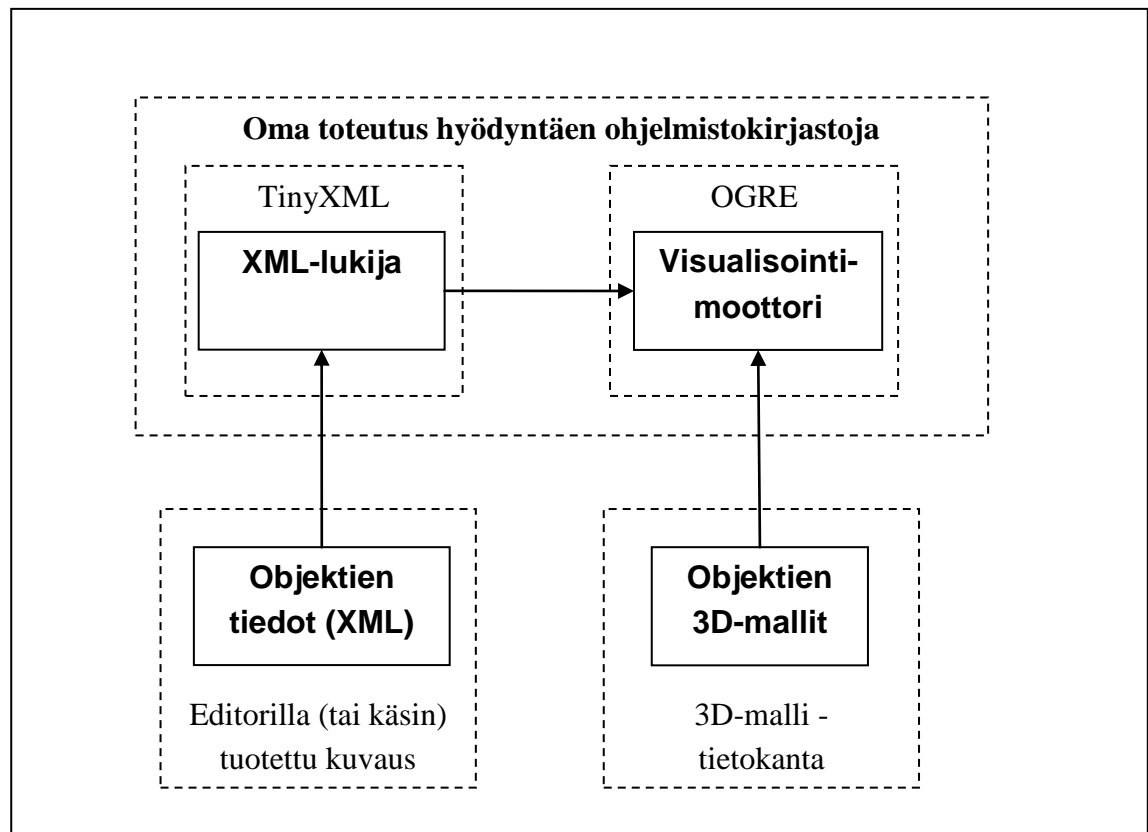 Oma toteutus hyödyntäen ohjelmistokirjastoja
TinyXML
XML-lukija
OGRE
Visualisointi-
moottori
Objektien
tiedot (XML)
Editorilla (tai käsin)
tuotettu kuvaus
Objektien
3D-mallit
3D-malli -
tietokanta